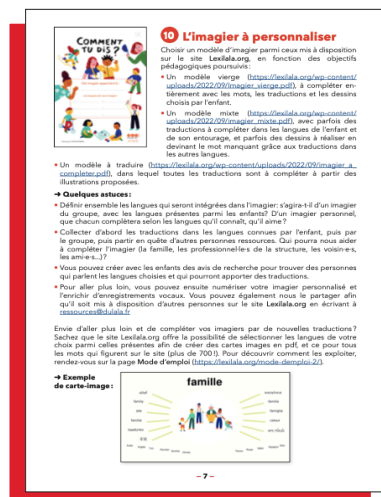 COMMENT
TU DIS ?
10 L'imagier à personnaliser
Choisir un modèle d'imagier parmi ceux mis à disposition
sur le site Lexilala.org, en fonction des objectifs
pédagogiques poursuivis :
• Un modèle vierge (https://lexilala.org/wp-content/
uploads/2022/09/Imagier_vierge.pdf), à compléter en-
tièrement avec les mots, les traductions et les dessins
choisis par l'enfant.
• Un modèle mixte (https://lexilala.org/wp-content/
uploads/2022/09/imagier_mixte.pdf), avec parfois des
traductions à compléter dans les langues de l'enfant et
de son entourage, et parfois des dessins à réaliser en
devinant le mot manquant grâce aux traductions dans
les autres langues.
• Un modèle à traduire (https://lexilala.org/wp-content/uploads/2022/09/imagier_a_
completer.pdf), dans lequel toutes les traductions sont à compléter à partir des
illustrations proposées.
➜ Quelques astuces :
• Définir ensemble les langues qui seront intégrées dans l'imagier: s'agira-t-il d'un imagier
du groupe, avec les langues présentes parmi les enfants? D'un imagier personnel,
que chacun complètera selon les langues qu'il connaît, qu'il aime ?
• Collecter d'abord les traductions dans les langues connues par l'enfant, puis par
le groupe, puis partir en quête d'autres personnes ressources. Qui pourra nous aider
à compléter l'imagier (la famille, les professionnel·le·s de la structure, les voisin·e·s,
les ami·e·s...)?
• Vous pouvez créer avec les enfants des avis de recherche pour trouver des personnes
qui parlent les langues choisies et qui pourront apporter des traductions.
• Pour aller plus loin, vous pouvez ensuite numériser votre imagier personnalisé et
l'enrichir d'enregistrements vocaux. Vous pouvez également nous le partager afin
qu'il soit mis à disposition d'autres personnes sur le site Lexilala.org en écrivant à
ressources@dulala.fr
Envie d'aller plus loin et de compléter vos imagiers par de nouvelles traductions ?
Sachez que le site Lexilala.org offre la possibilité de sélectionner les langues de votre
choix parmi celles présentes afin de créer des cartes images en pdf, et ce pour tous
les mots qui figurent sur le site (plus de 700 !). Pour découvrir comment les exploiter,
rendez-vous sur la page Mode d'emploi (https://lexilala.org/mode-demploi-2/).
➜ Exemple
de carte-image :
famille
– 7 –